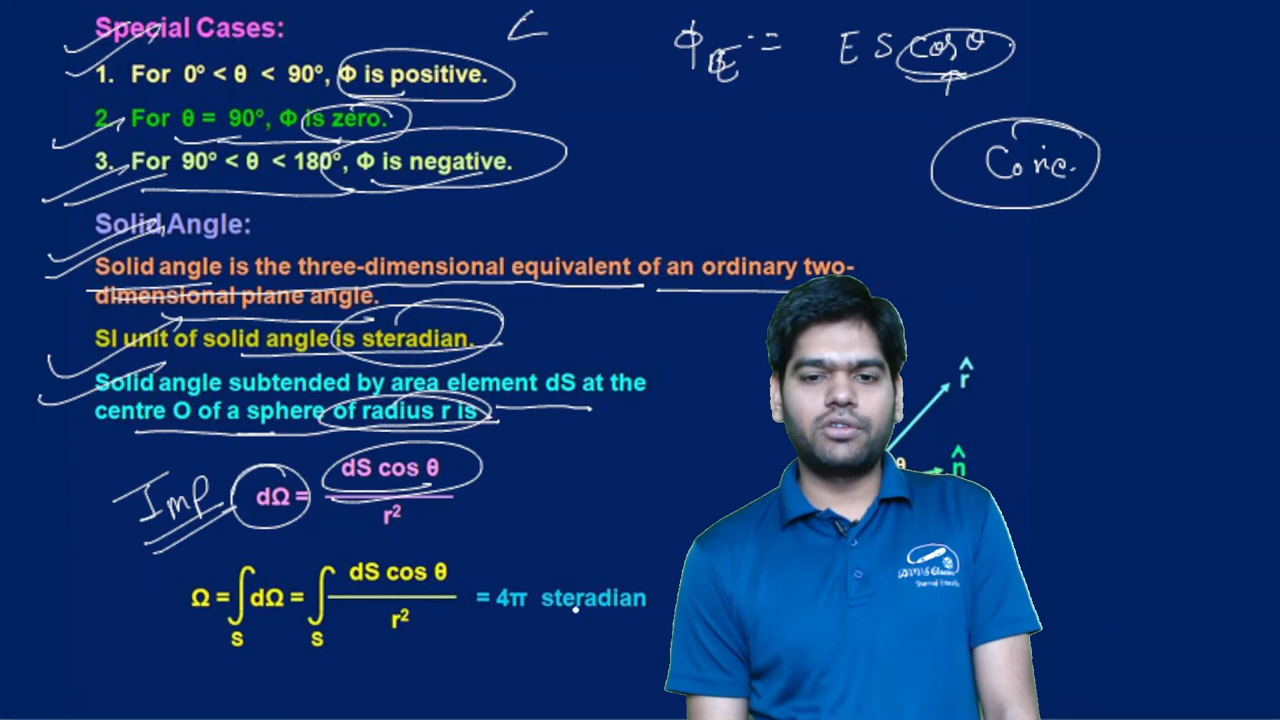 Special Cases:
Φ_E = E S cos θ
1. For 0° < θ < 90°, Φ is positive.
2. For θ = 90°, Φ is zero.
3. For 90° < θ < 180°, Φ is negative.
Conic.
Solid Angle:
Solid angle is the three-dimensional equivalent of an ordinary two-
dimensional plane angle.
SI unit of solid angle is steradian.
Solid angle subtended by area element dS at the
centre O of a sphere of radius r is
r̂
θ
n̂
Imp
dΩ = dS cos θ / r²
Ω = ∫S dΩ = ∫S dS cos θ / r² = 4π steradian